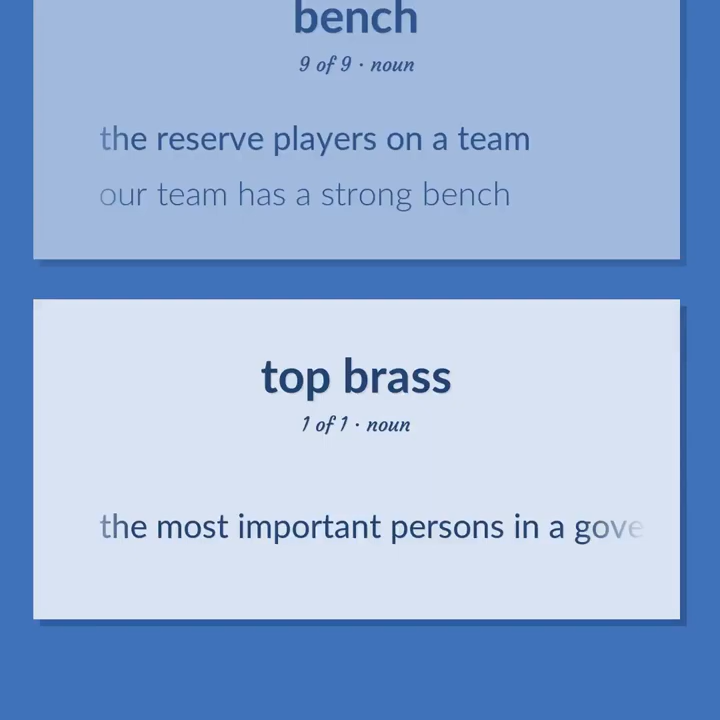 bench
9 of 9 · noun
the reserve players on a team
our team has a strong bench
top brass
1 of 1 · noun
the most important persons in a gove